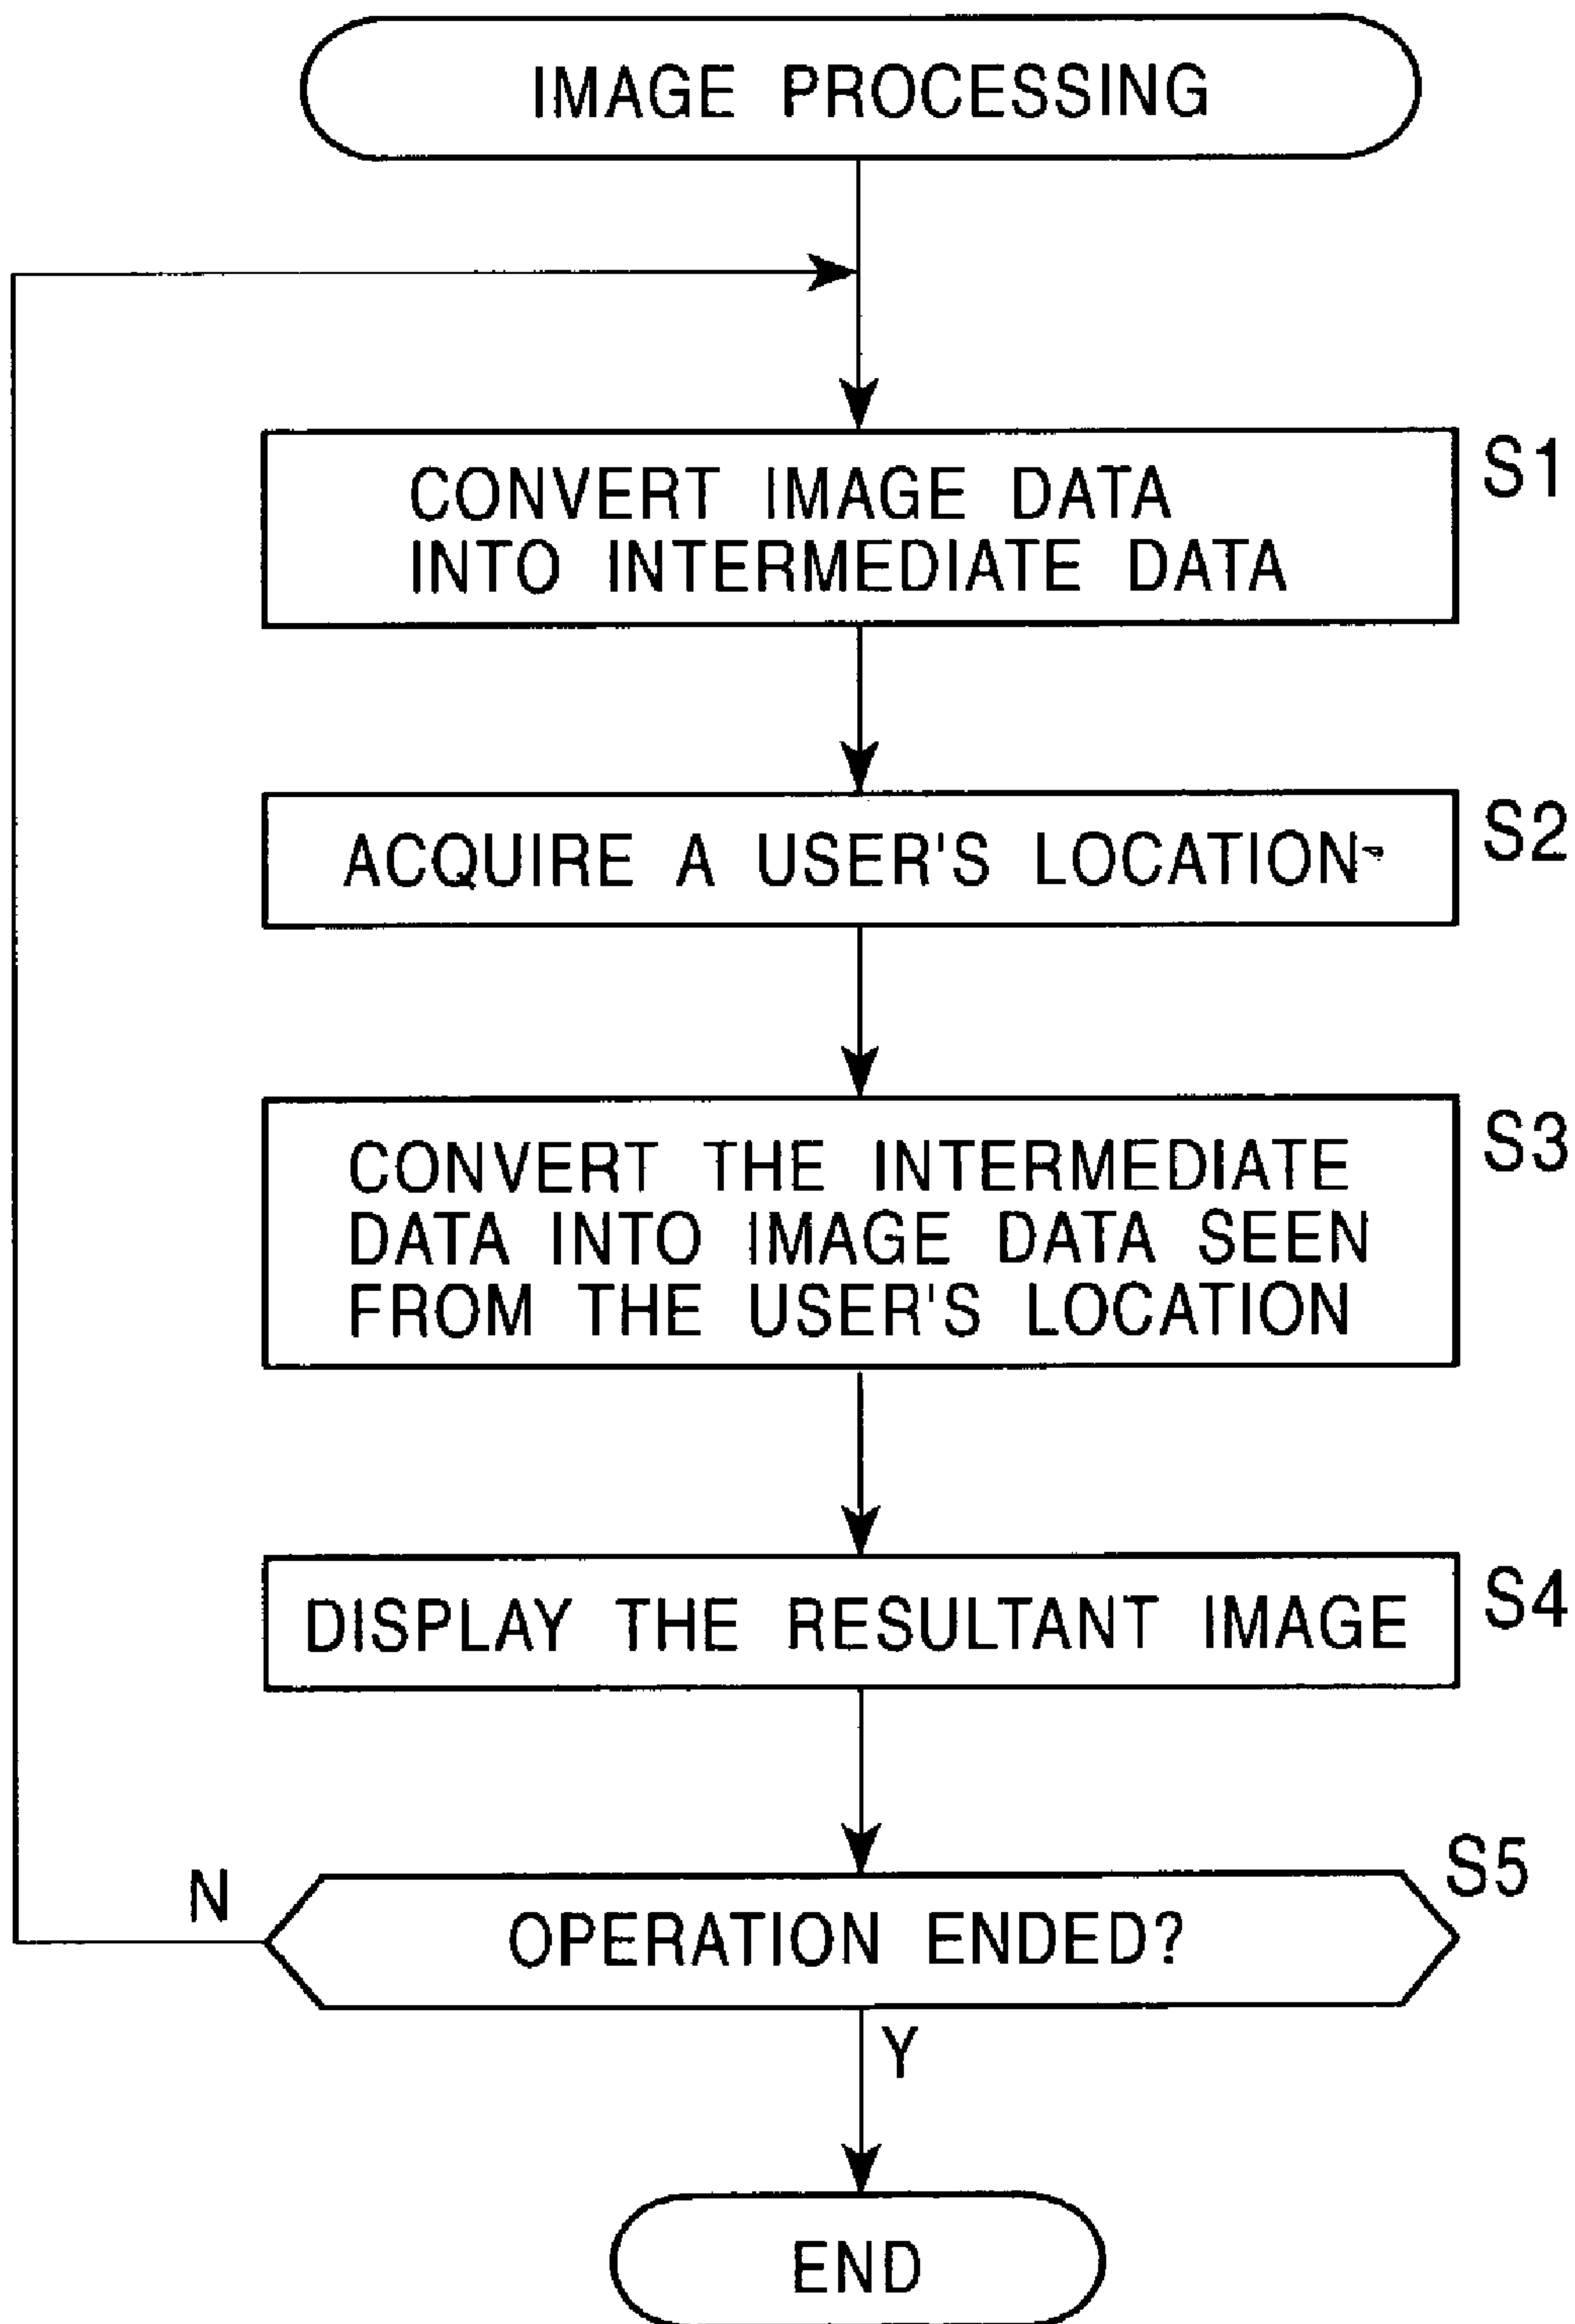 IMAGE PROCESSING
CONVERT IMAGE DATA
INTO INTERMEDIATE DATA
S1
ACQUIRE A USER'S LOCATION
S2
CONVERT THE INTERMEDIATE
DATA INTO IMAGE DATA SEEN
FROM THE USER'S LOCATION
S3
DISPLAY THE RESULTANT IMAGE
S4
OPERATION ENDED?
S5
N
Y
END